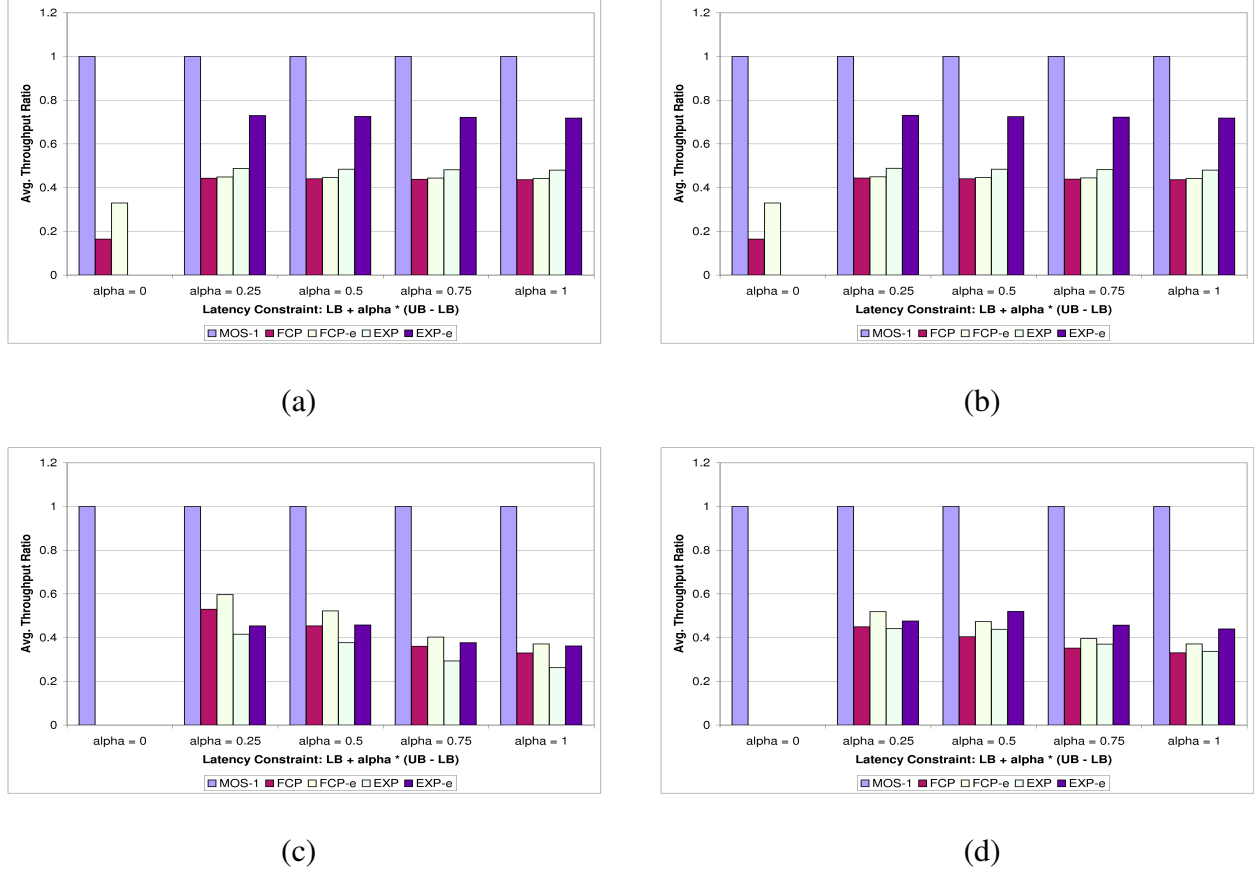 1.2
1
0.8
0.6
0.4
0.2
0
Avg. Throughput Ratio
alpha = 0 alpha = 0.25 alpha = 0.5 alpha = 0.75 alpha = 1
Latency Constraint: LB + alpha * (UB - LB)
MOS-1 FCP FCP-e EXP EXP-e
(a)
1.2
1
0.8
0.6
0.4
0.2
0
Avg. Throughput Ratio
alpha = 0 alpha = 0.25 alpha = 0.5 alpha = 0.75 alpha = 1
Latency Constraint: LB + alpha * (UB - LB)
MOS-1 FCP FCP-e EXP EXP-e
(b)
1.2
1
0.8
0.6
0.4
0.2
0
Avg. Throughput Ratio
alpha = 0 alpha = 0.25 alpha = 0.5 alpha = 0.75 alpha = 1
Latency Constraint: LB + alpha * (UB - LB)
MOS-1 FCP FCP-e EXP EXP-e
(c)
1.2
1
0.8
0.6
0.4
0.2
0
Avg. Throughput Ratio
alpha = 0 alpha = 0.25 alpha = 0.5 alpha = 0.75 alpha = 1
Latency Constraint: LB + alpha * (UB - LB)
MOS-1 FCP FCP-e EXP EXP-e
(d)